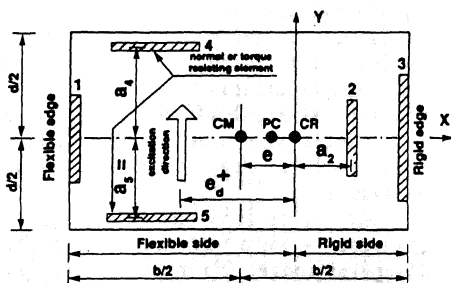 Y
4
normal or torque
resisting element
d/2
1
a4
2
3
Flexible edge
CM
PC
CR
X
Rigid edge
excitation
direction
e
a2
a5 =
d/2
ed+
5
Flexible side
Rigid side
b/2
b/2